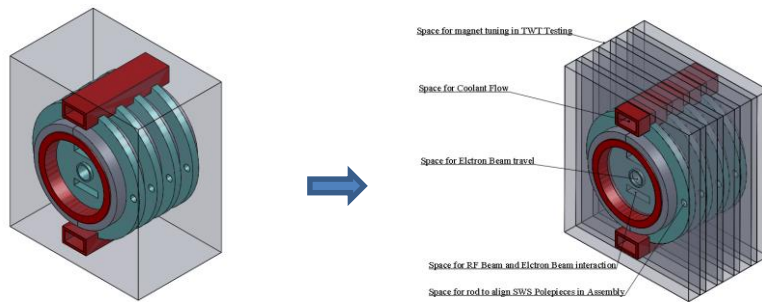 Space for magnet tuning in TWT Testing
Space for Coolant Flow
Space for Elctron Beam travel
Space for RF Beam and Elctron Beam interaction
Space for rod to align SWS Polepieces in Assembly